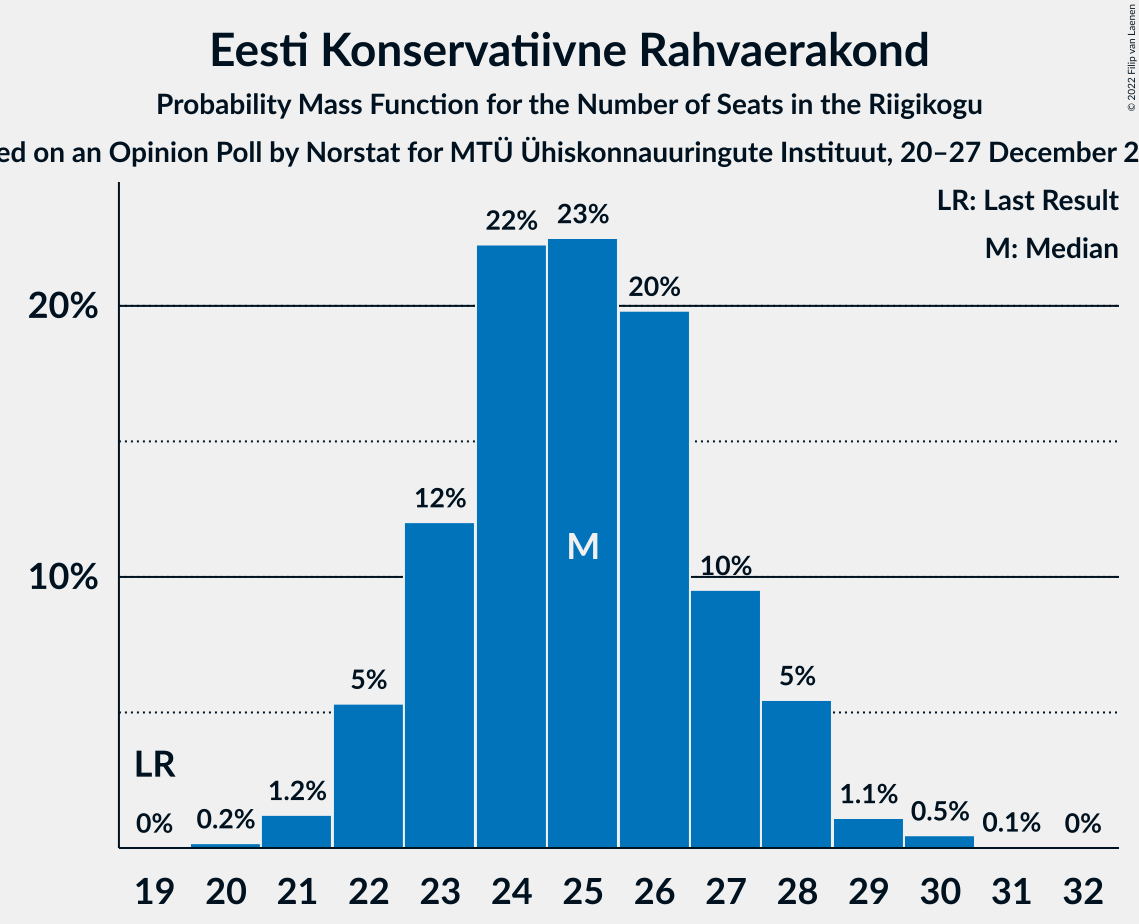 Eesti Konservatiivne Rahvaerakond
Probability Mass Function for the Number of Seats in the Riigikogu
on an Opinion Poll by Norstat for MTÜ Ühiskonnauuringute Instituut, 20–27 December
© 2022 Filip van Laenen
LR: Last Result
M: Median
20%
10%
0%
0.2%
1.2%
5%
12%
22%
23%
20%
10%
5%
1.1%
0.5%
0.1%
0%
LR
M
19 20 21 22 23 24 25 26 27 28 29 30 31 32